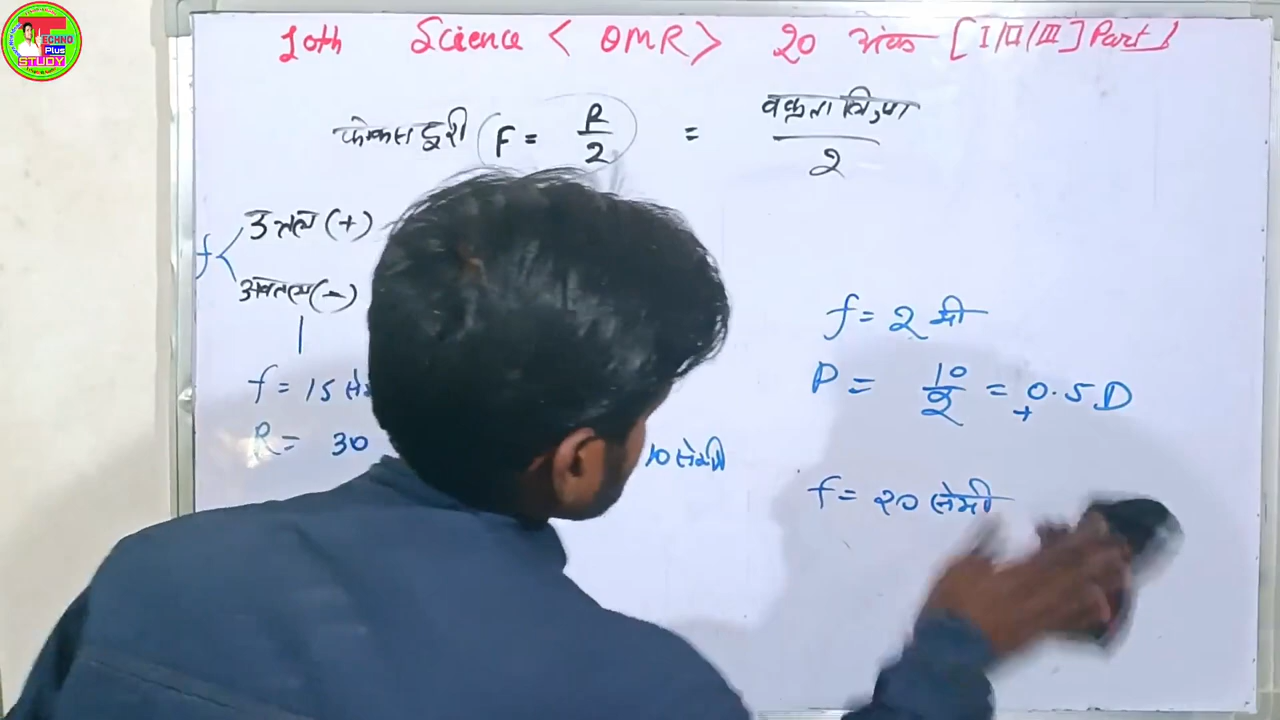 TECHNO
Plus
STUDY
10th Science < OMR > 20 अंक [I/II/III] Part 1
फोकस दूरी F = R/2 = वक्रता त्रिज्या/2
f
उत्तल (+)
अवतल (-)
f = 15 से
R = 30
10 सेमी
f = 2 मी
P = 10/2 = +0.5 D
f = 20 सेमी